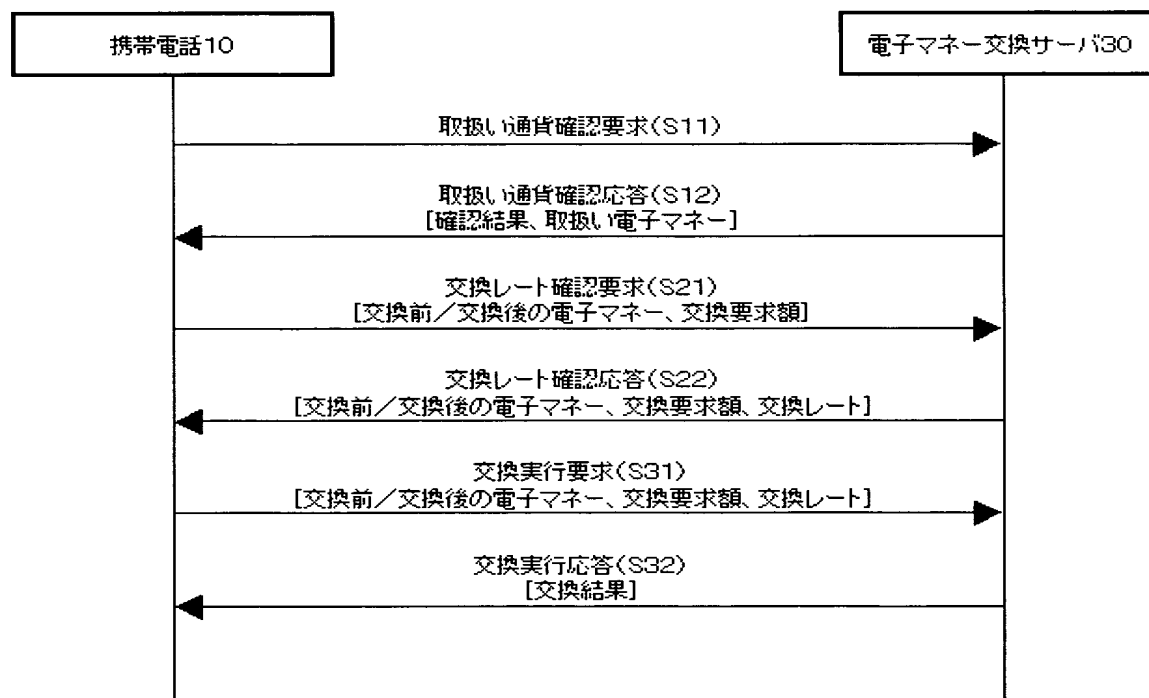 携帯電話10
電子マネー交換サーバ30
取扱い通貨確認要求(S11)
取扱い通貨確認応答(S12)
[確認結果、取扱い電子マネー]
交換レート確認要求(S21)
[交換前／交換後の電子マネー、交換要求額]
交換レート確認応答(S22)
[交換前／交換後の電子マネー、交換要求額、交換レート]
交換実行要求(S31)
[交換前／交換後の電子マネー、交換要求額、交換レート]
交換実行応答(S32)
[交換結果]